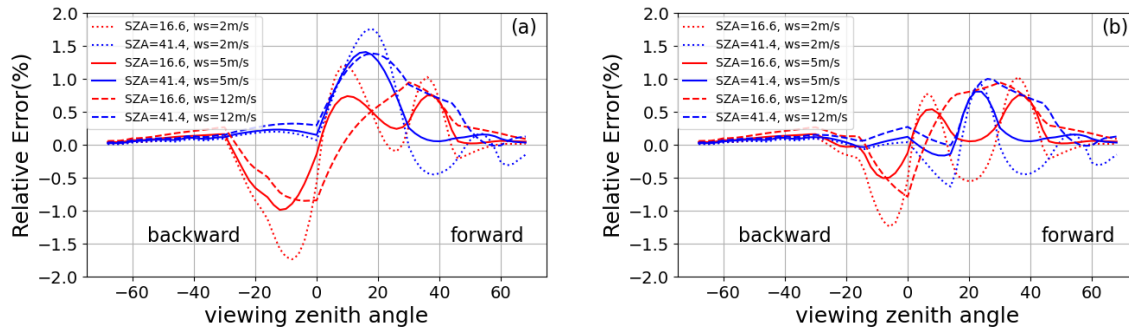 (a)
SZA=16.6, ws=2m/s
SZA=41.4, ws=2m/s
SZA=16.6, ws=5m/s
SZA=41.4, ws=5m/s
SZA=16.6, ws=12m/s
SZA=41.4, ws=12m/s
Relative Error(%)
2.0
1.5
1.0
0.5
0.0
−0.5
−1.0
−1.5
−2.0
backward
forward
−60 −40 −20 0 20 40 60
viewing zenith angle
(b)
SZA=16.6, ws=2m/s
SZA=41.4, ws=2m/s
SZA=16.6, ws=5m/s
SZA=41.4, ws=5m/s
SZA=16.6, ws=12m/s
SZA=41.4, ws=12m/s
Relative Error(%)
2.0
1.5
1.0
0.5
0.0
−0.5
−1.0
−1.5
−2.0
backward
forward
−60 −40 −20 0 20 40 60
viewing zenith angle